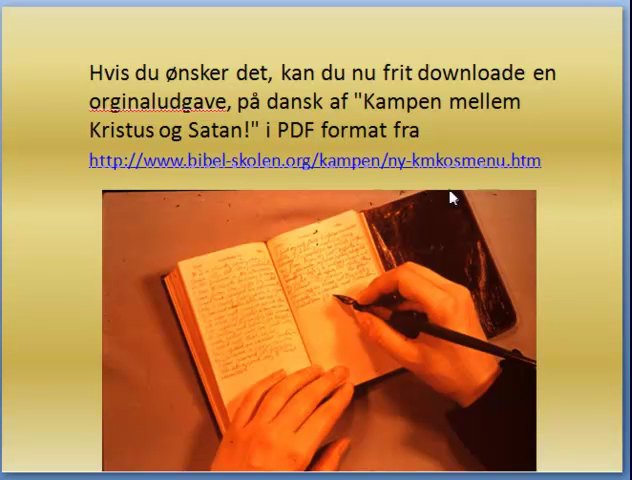 Hvis du ønsker det, kan du nu frit downloade en
orginaludgave, på dansk af "Kampen mellem
Kristus og Satan!" i PDF format fra
http://www.bibel-skolen.org/kampen/ny-kmkosmenu.htm